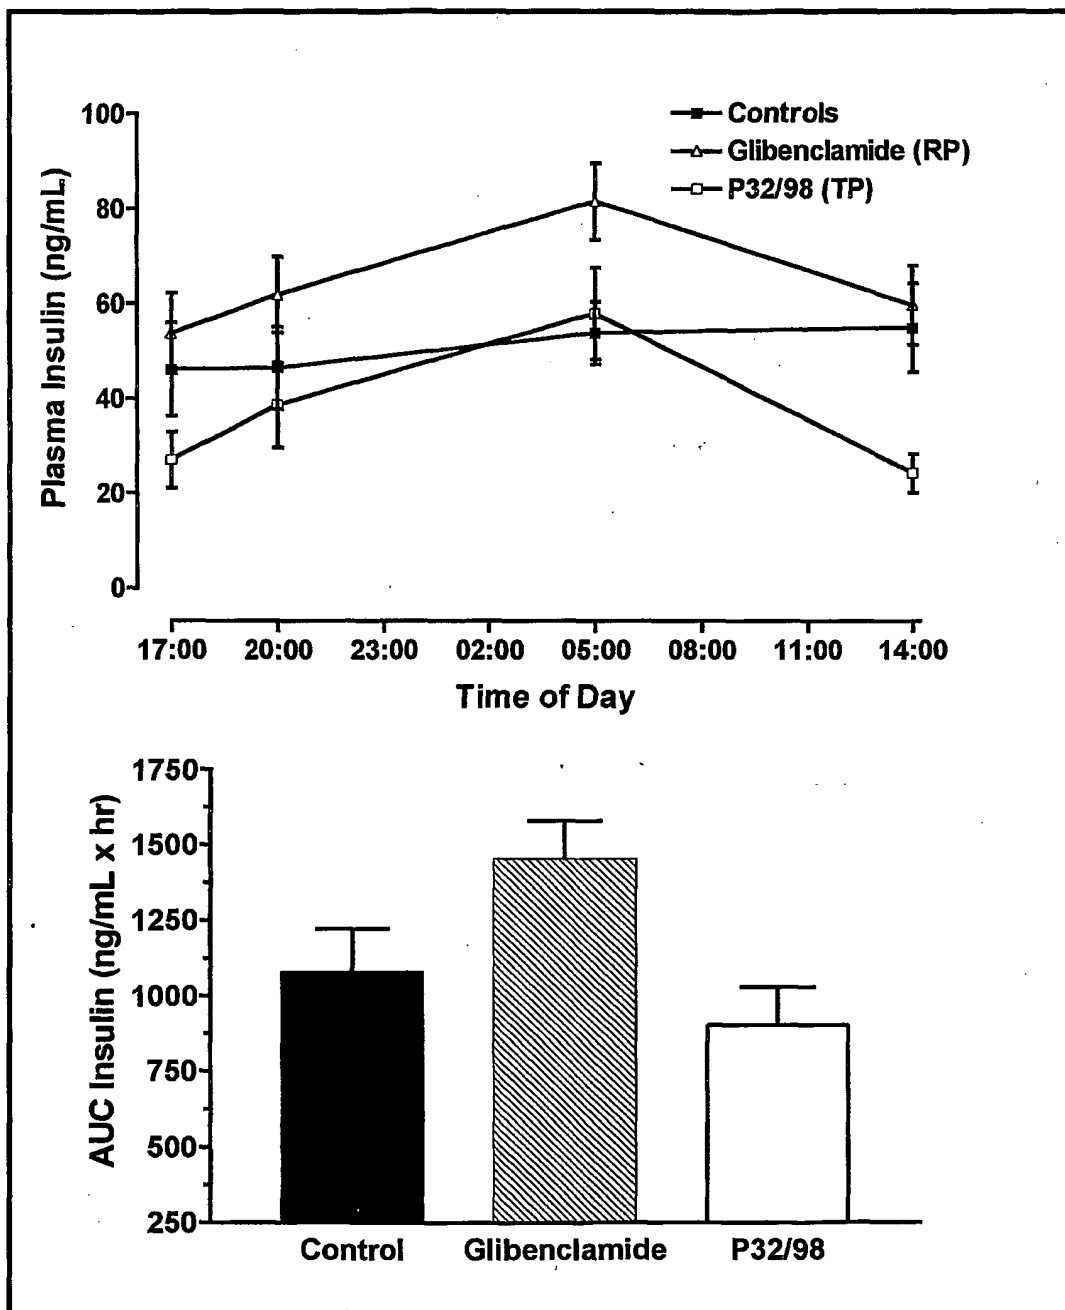 Controls
Glibenclamide (RP)
P32/98 (TP)
Plasma Insulin (ng/mL)
100
80
60
40
20
0
17:00 20:00 23:00 02:00 05:00 08:00 11:00 14:00
Time of Day
AUC Insulin (ng/mL x hr)
1750
1500
1250
1000
750
500
250
Control Glibenclamide P32/98